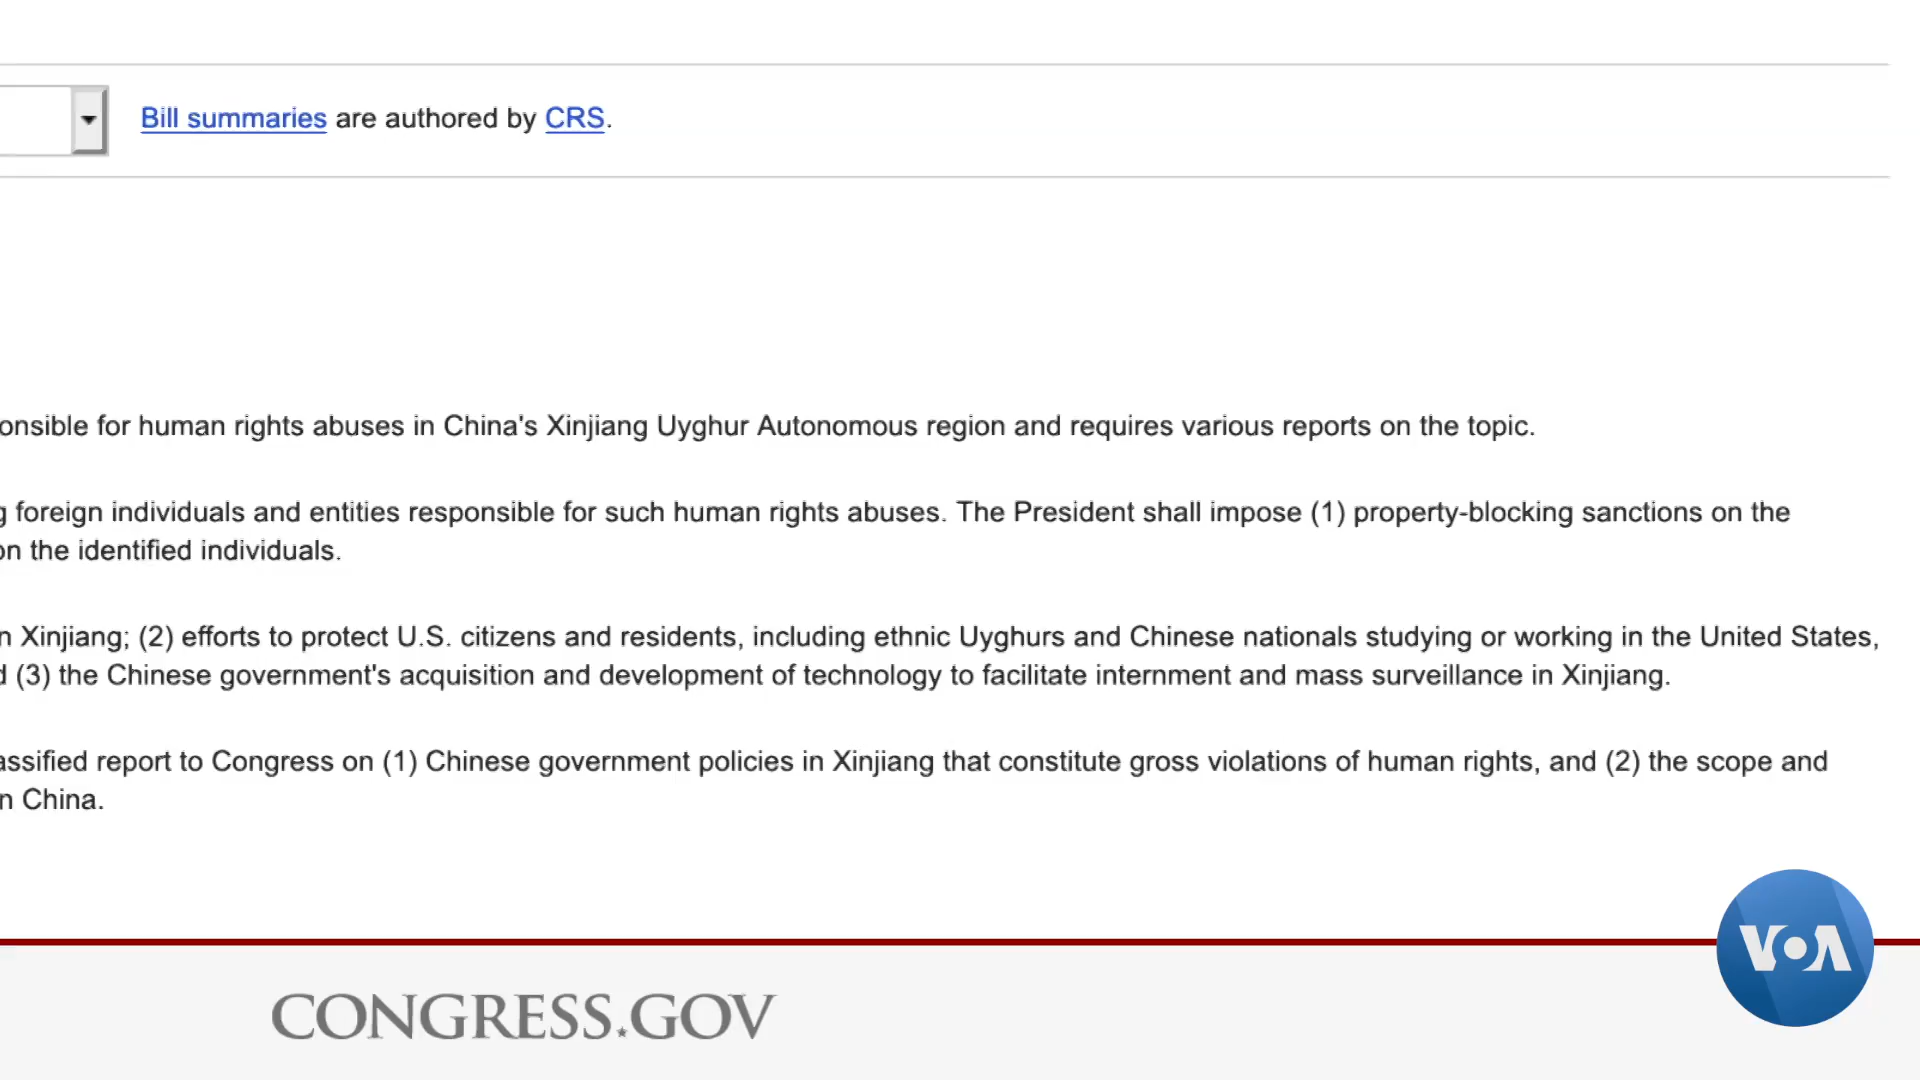 Bill summaries are authored by CRS.
for human rights abuses in China's Xinjiang Uyghur Autonomous region and requires various reports on the topic.
foreign individuals and entities responsible for such human rights abuses. The President shall impose (1) property-blocking sanctions on the
the identified individuals.
Xinjiang; (2) efforts to protect U.S. citizens and residents, including ethnic Uyghurs and Chinese nationals studying or working in the United States,
(3) the Chinese government's acquisition and development of technology to facilitate internment and mass surveillance in Xinjiang.
report to Congress on (1) Chinese government policies in Xinjiang that constitute gross violations of human rights, and (2) the scope and
China.
VOA
CONGRESS.GOV